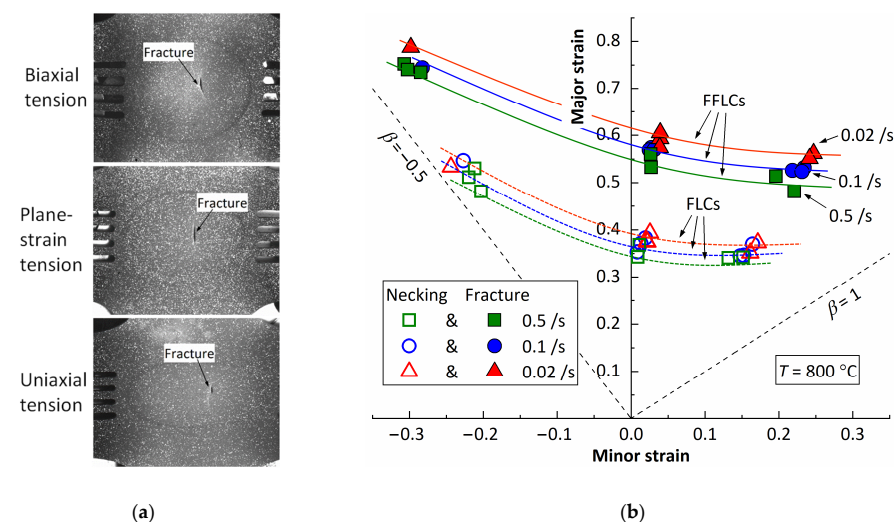 Fracture
Biaxial
tension
Fracture
Plane-
strain
tension
Fracture
Uniaxial
tension
(a)
Major strain
0.8
0.7
0.6
0.5
0.4
0.3
0.2
0.1
FFLCs
0.02 /s
0.1 /s
0.5 /s
β = −0.5
FLCs
Necking Fracture
& 0.5 /s
& 0.1 /s
& 0.02 /s
β = 1
T = 800 °C
−0.3 −0.2 −0.1 0.0 0.1 0.2 0.3
Minor strain
(b)